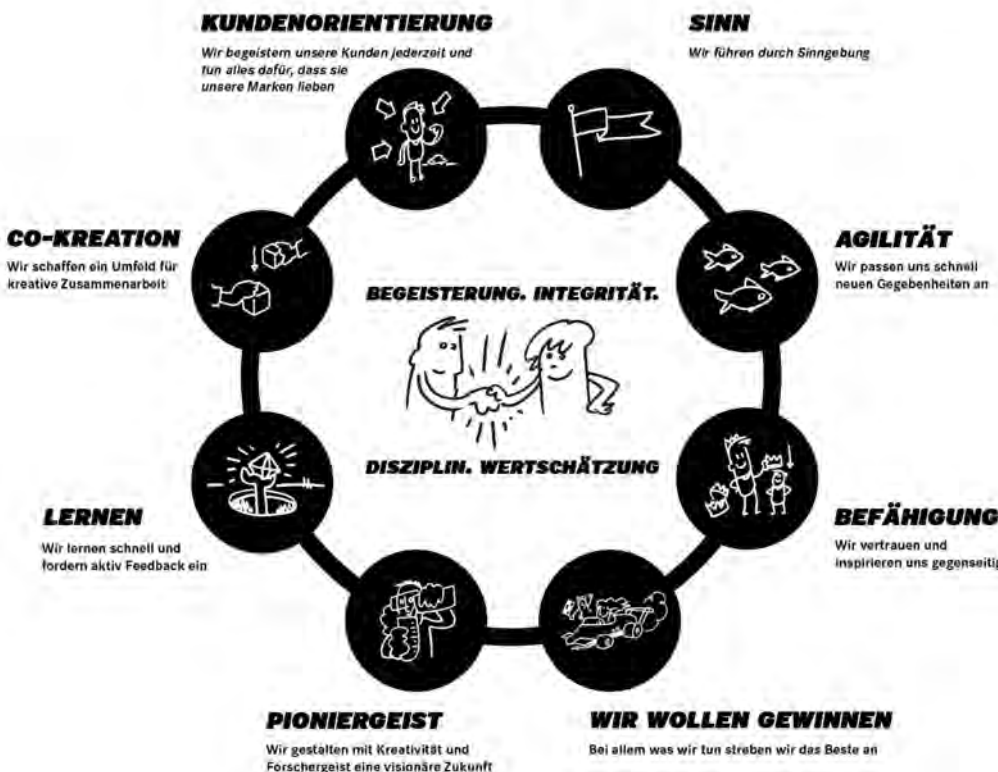 KUNDENORIENTIERUNG
Wir begeistern unsere Kunden jederzeit und
tun alles dafür, dass sie
unsere Marken lieben
SINN
Wir führen durch Sinngebung
CO-KREATION
Wir schaffen ein Umfeld für
kreative Zusammenarbeit
AGILITÄT
Wir passen uns schnell
neuen Gegebenheiten an
BEGEISTERUNG. INTEGRITÄT.
DISZIPLIN. WERTSCHÄTZUNG
LERNEN
Wir lernen schnell und
fordern aktiv Feedback ein
BEFÄHIGUNG
Wir vertrauen und
inspirieren uns gegenseitig
PIONIERGEIST
Wir gestalten mit Kreativität und
Forschergeist eine visionäre Zukunft
WIR WOLLEN GEWINNEN
Bei allem was wir tun streben wir das Beste an